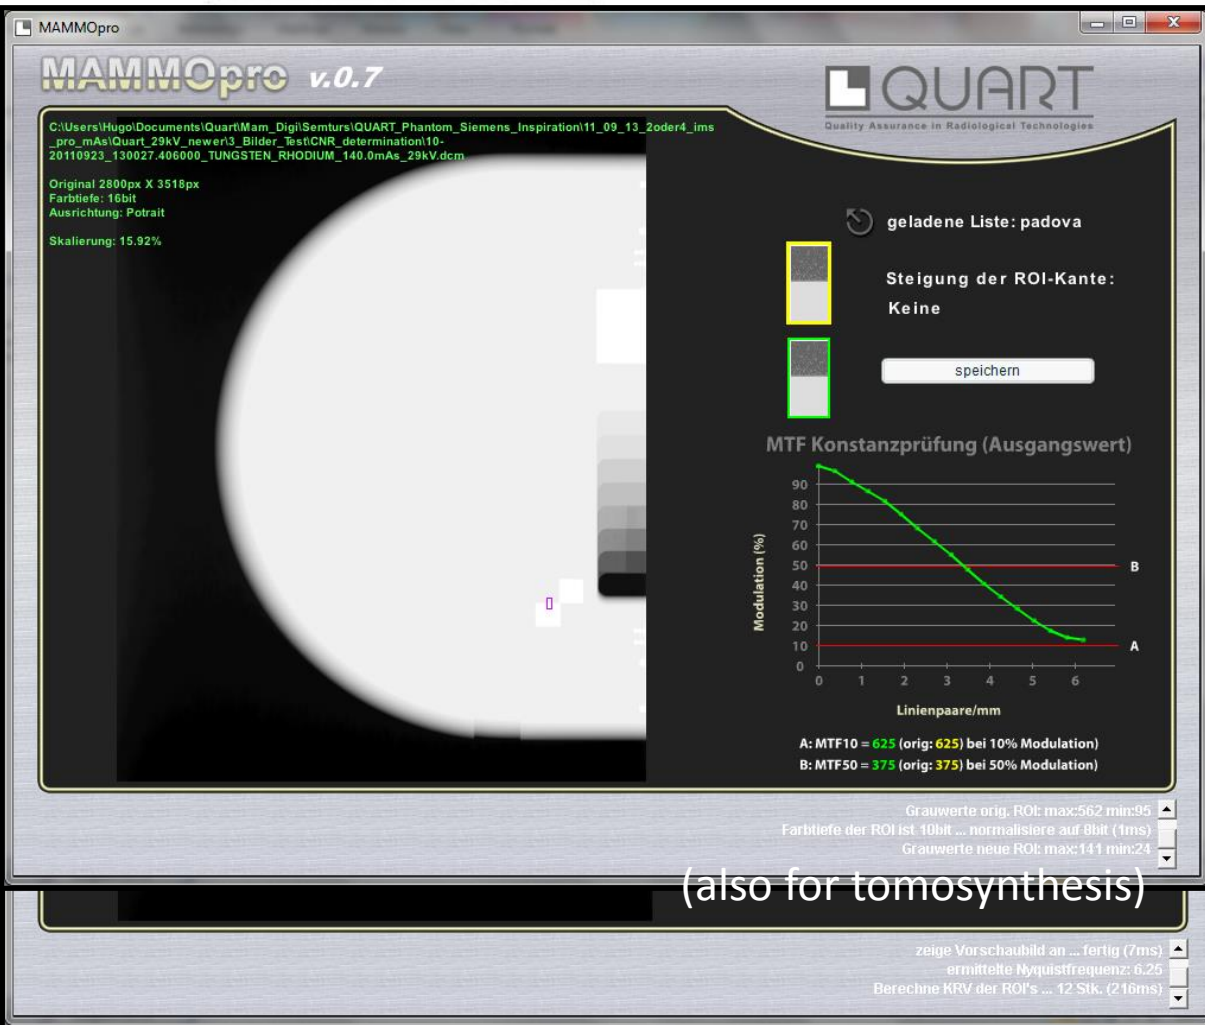 MAMMOpro
MAMMOpro v.0.7
QUART
Quality Assurance in Radiological Technologies
C:\Users\Hugo\Documents\Quart\Mam_Digi\Semturs\QUART_Phantom_Siemens_Inspiration\11_09_13_2oder4_ims
_pro_mAs\Quart_29kV_newer\3_Bilder_Test\CNR_determination\10-
20110923_130027.406000_TUNGSTEN_RHODIUM_140.0mAs_29kV.dcm
Original 2800px X 3518px
Farbtiefe: 16bit
Ausrichtung: Potrait
Skalierung: 15.92%
geladene Liste: padova
Steigung der ROI-Kante:
Keine
speichern
MTF Konstanzprüfung (Ausgangswert)
Modulation (%)
90
80
70
60
50
40
30
20
10
0
B
A
0 1 2 3 4 5 6
Linienpaare/mm
A: MTF10 = 625 (orig: 625) bei 10% Modulation)
B: MTF50 = 375 (orig: 375) bei 50% Modulation)
Grauwerte orig. ROI: max:562 min:95
Farbtiefe der ROI ist 10bit ... normalisiere auf 8bit (1ms)
Grauwerte neue ROI: max:141 min:24
(also for tomosynthesis)
zeige Vorschaubild an ... fertig (7ms)
ermittelte Nyquistfrequenz: 6.25
Berechne KRV der ROI's ... 12 Stk. (216ms)